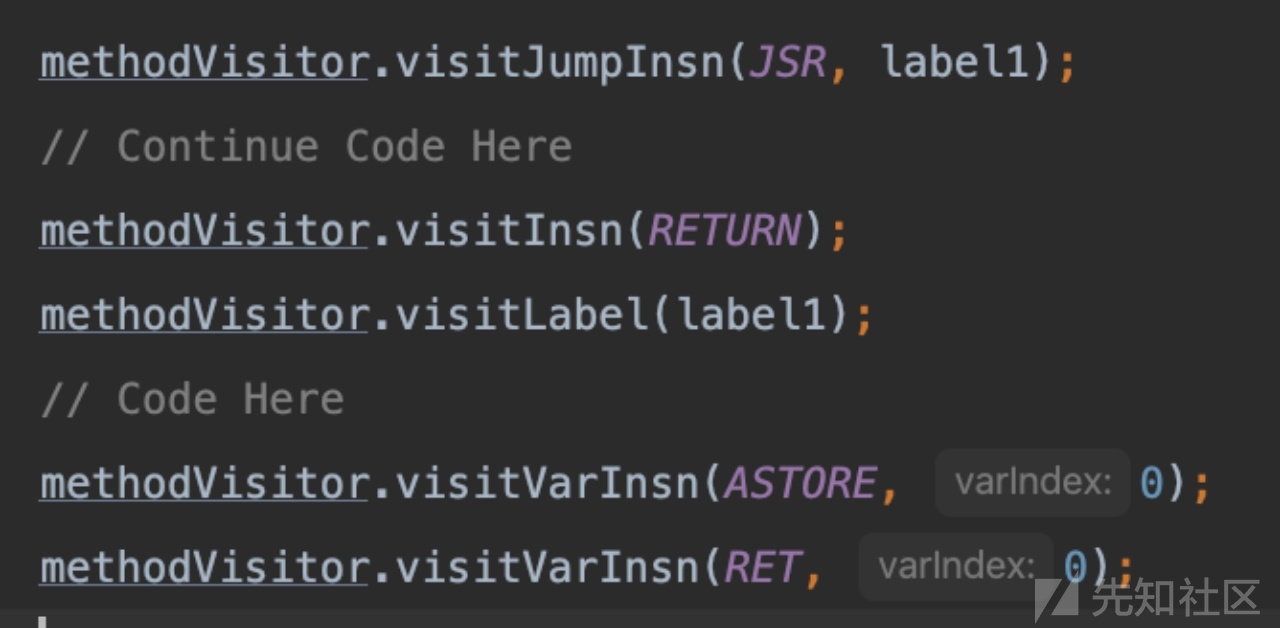 methodVisitor.visitJumpInsn(JSR, label1);
// Continue Code Here
methodVisitor.visitInsn(RETURN);
methodVisitor.visitLabel(label1);
// Code Here
methodVisitor.visitVarInsn(ASTORE, varIndex: 0);
methodVisitor.visitVarInsn(RET, varIndex: 0);
先知社区